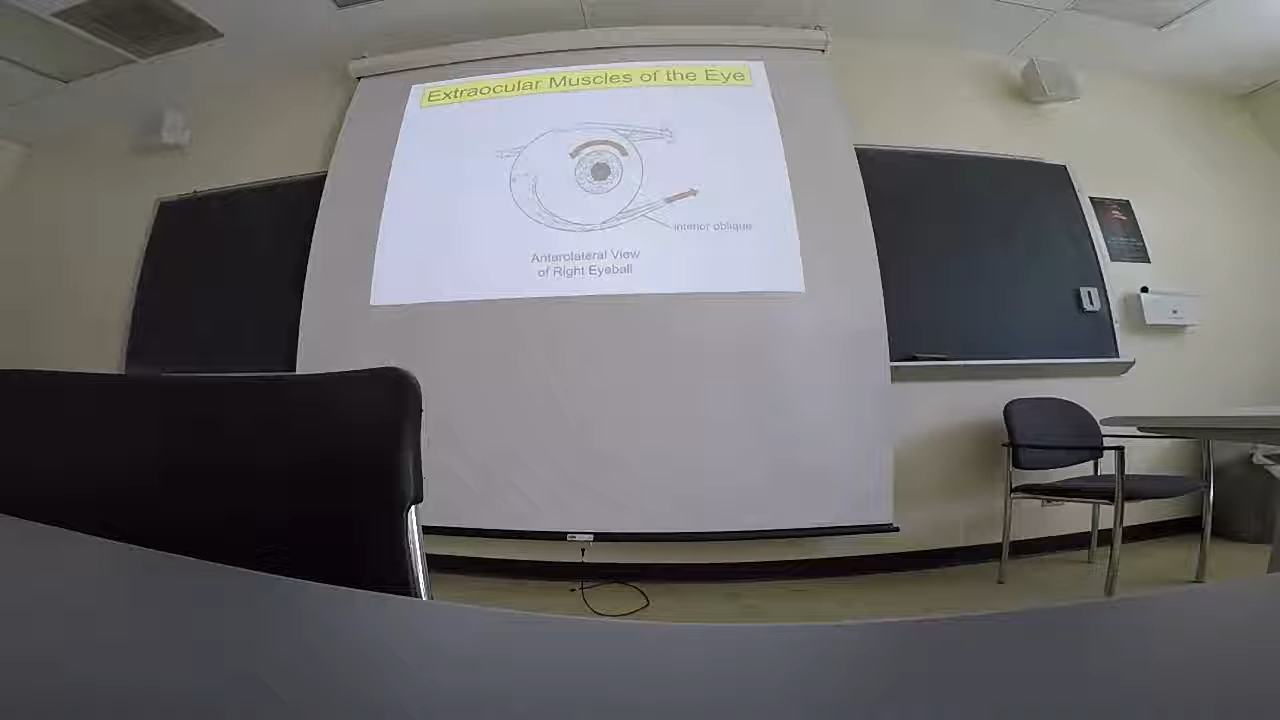 Extraocular Muscles of the Eye
inferior oblique
Anterolateral View
of Right Eyeball